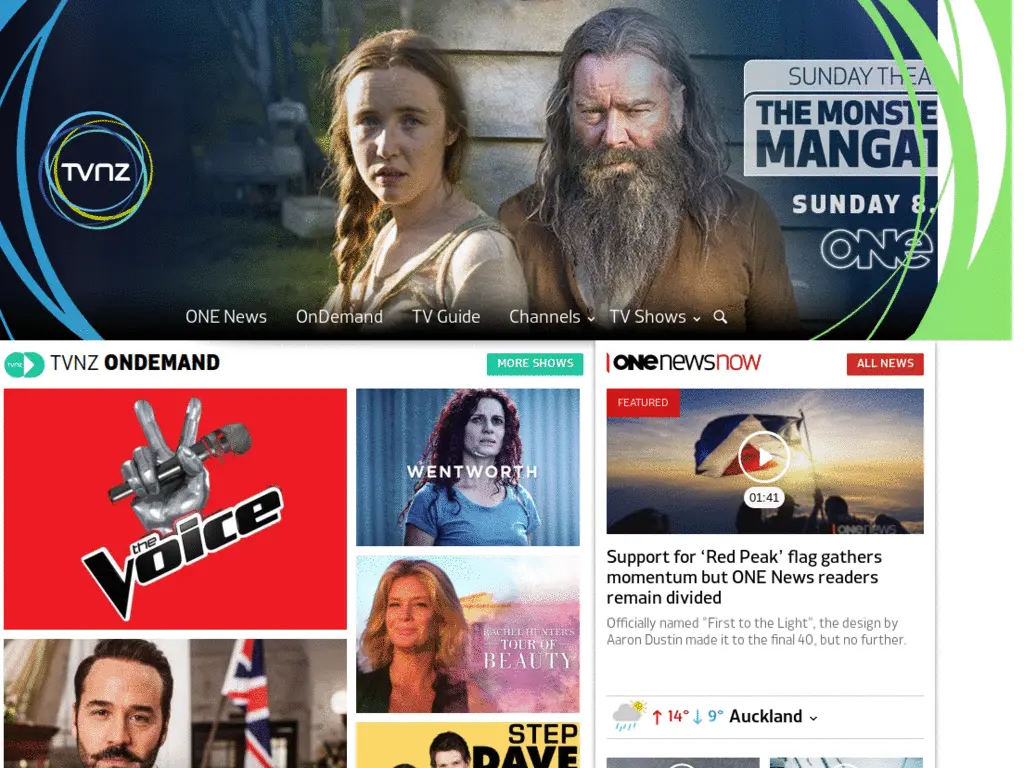 SUNDAY THEA
THE MONSTE
MANGAT
SUNDAY 8.
ONE
TVNZ
ONE News
OnDemand
TV Guide
Channels
TV Shows
TVNZ ONDEMAND
MORE SHOWS
the Voice
WENTWORTH
RACHEL HUNTER'S
TOUR OF
BEAUTY
STEP
DAVE
ONE newsnow
ALL NEWS
FEATURED
01:41
ONE news
Support for ‘Red Peak’ flag gathers
momentum but ONE News readers
remain divided
Officially named "First to the Light", the design by
Aaron Dustin made it to the final 40, but no further.
↑ 14° ↓ 9° Auckland